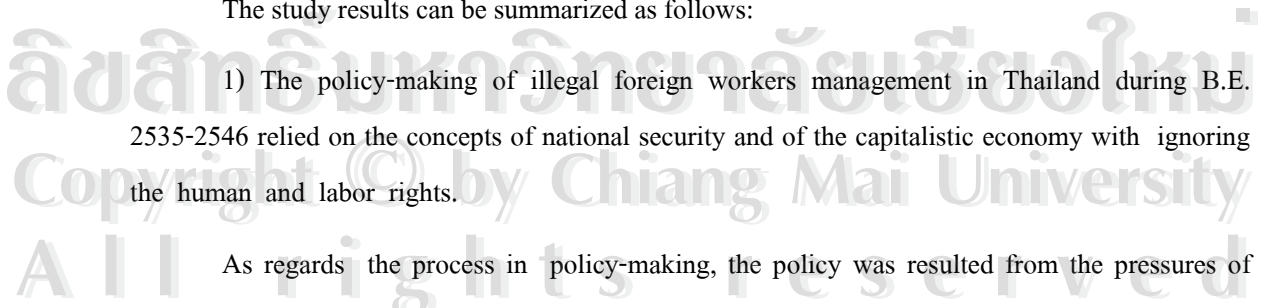 The study results can be summarized as follows:
ลิขสิทธิ์มหาวิทยาลัยเชียงใหม่
1) The policy-making of illegal foreign workers management in Thailand during B.E.
2535-2546 relied on the concepts of national security and of the capitalistic economy with ignoring
Copyright © by Chiang Mai University
the human and labor rights.
As regards the process in policy-making, the policy was resulted from the pressures of
All rights reserved